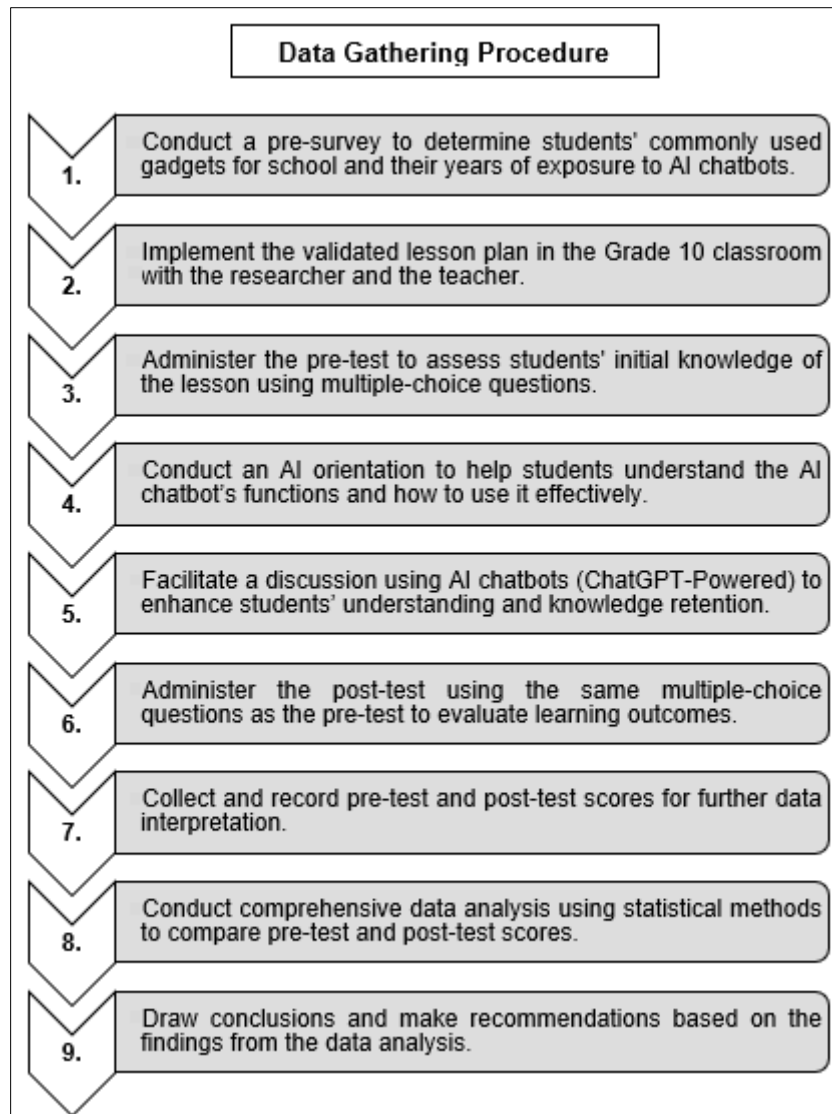 Data Gathering Procedure
1.
Conduct a pre-survey to determine students' commonly used
gadgets for school and their years of exposure to AI chatbots.
2.
Implement the validated lesson plan in the Grade 10 classroom
with the researcher and the teacher.
3.
Administer the pre-test to assess students' initial knowledge of
the lesson using multiple-choice questions.
4.
Conduct an AI orientation to help students understand the AI
chatbot's functions and how to use it effectively.
5.
Facilitate a discussion using AI chatbots (ChatGPT-Powered) to
enhance students' understanding and knowledge retention.
6.
Administer the post-test using the same multiple-choice
questions as the pre-test to evaluate learning outcomes.
7.
Collect and record pre-test and post-test scores for further data
interpretation.
8.
Conduct comprehensive data analysis using statistical methods
to compare pre-test and post-test scores.
9.
Draw conclusions and make recommendations based on the
findings from the data analysis.